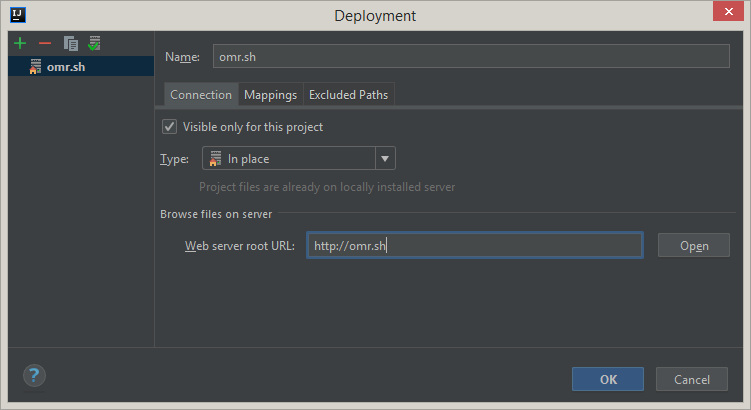 IJ
Deployment
omr.sh
Name: omr.sh
Connection Mappings Excluded Paths
Visible only for this project
Type: In place
Project files are already on locally installed server
Browse files on server
Web server root URL: http://omr.sh Open
?
OK Cancel